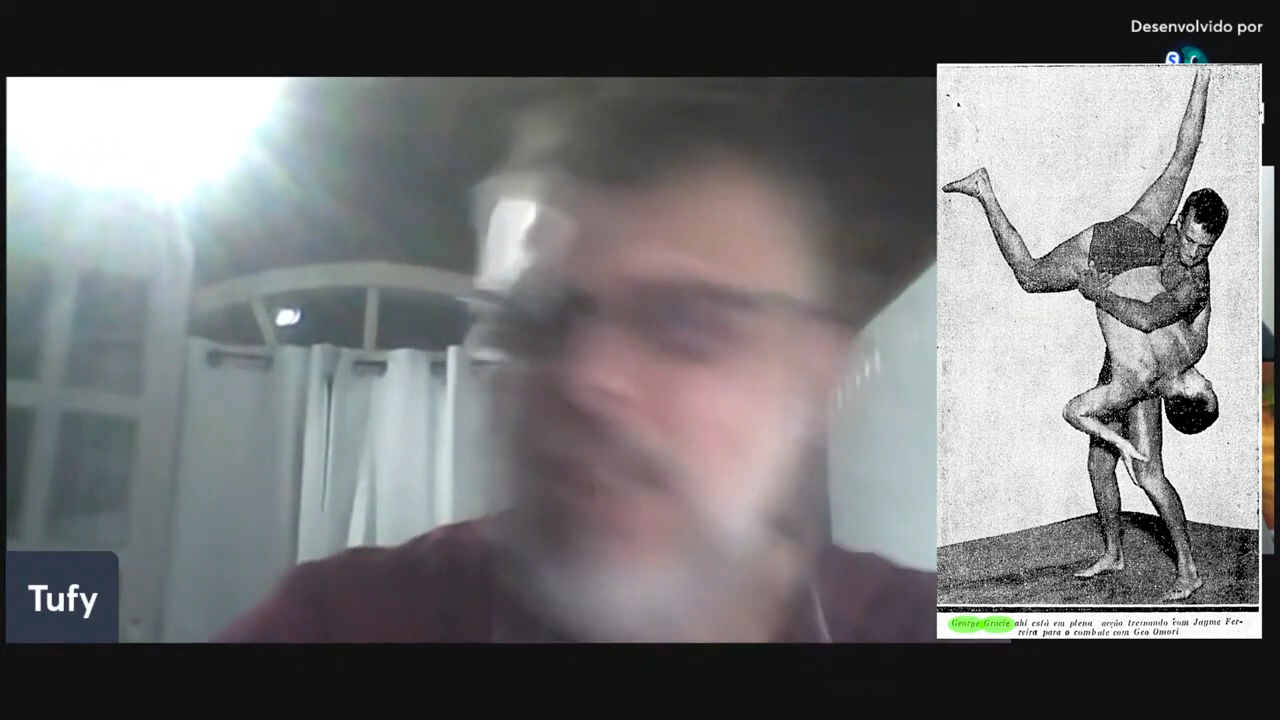 Desenvolvido por
Tufy
George Gracie ahi está em plena acção treinando com Jayme Fer-
reira para o combate com Geo Omori